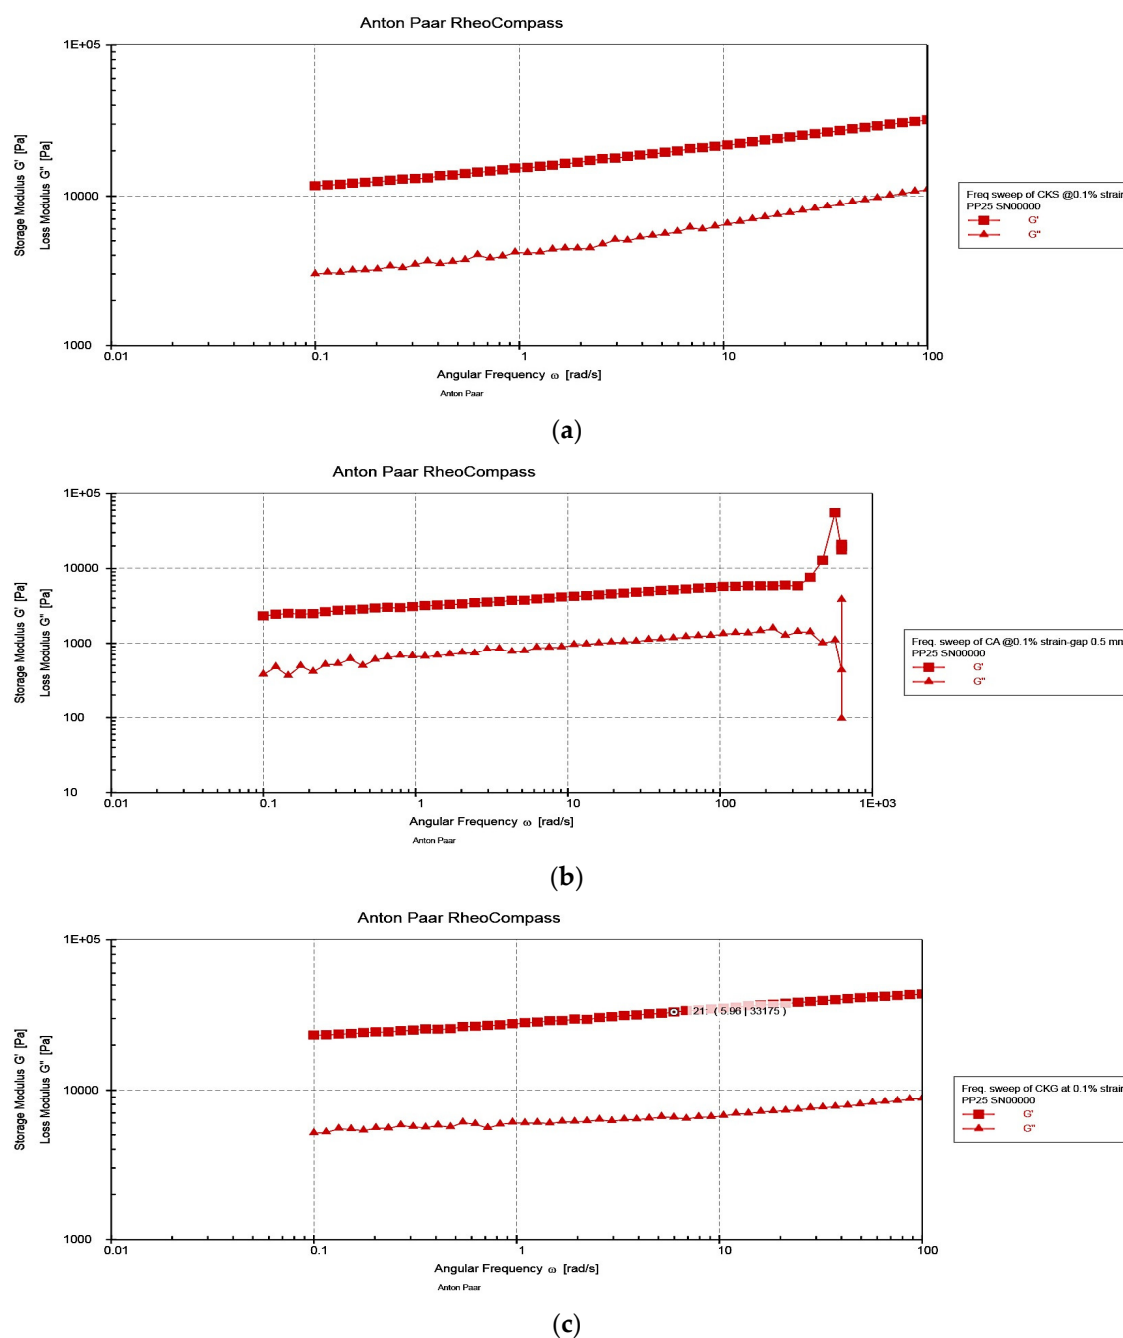 Anton Paar RheoCompass
1E+05
10000
1000
Storage Modulus G' [Pa]
Loss Modulus G" [Pa]
0.01 0.1 1 10 100
Angular Frequency ω [rad/s]
Anton Paar
Freq sweep of CKS @0.1% strain
PP25 SN00000
G'
G"
(a)
Anton Paar RheoCompass
1E+05
10000
1000
100
10
Storage Modulus G' [Pa]
Loss Modulus G" [Pa]
0.01 0.1 1 10 100 1E+03
Angular Frequency ω [rad/s]
Anton Paar
Freq. sweep of CA @0.1% strain-gap 0.5 mm
PP25 SN00000
G'
G"
(b)
Anton Paar RheoCompass
1E+05
10000
1000
Storage Modulus G' [Pa]
Loss Modulus G" [Pa]
21: ( 5.96 | 33175 )
0.01 0.1 1 10 100
Angular Frequency ω [rad/s]
Anton Paar
Freq. sweep of CKG at 0.1% strain
PP25 SN00000
G'
G"
(c)